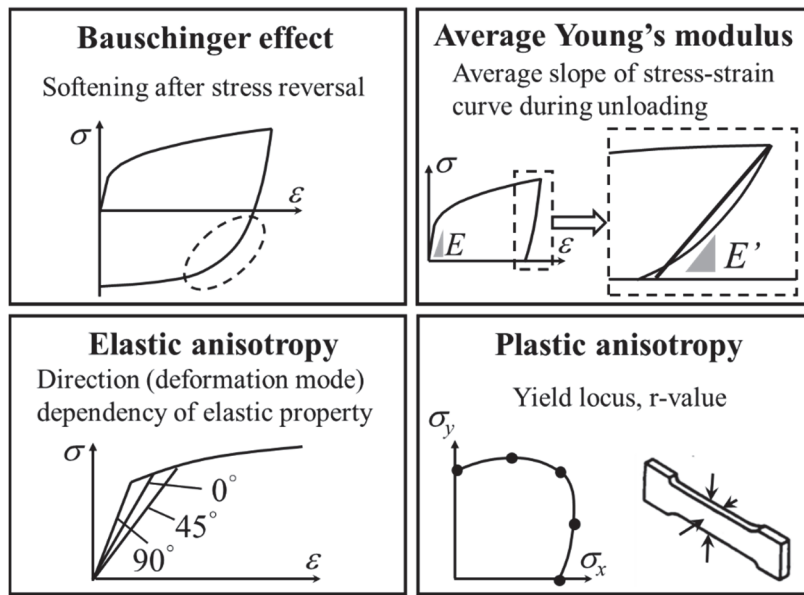 Bauschinger effect
Softening after stress reversal
σ
ε
Average Young's modulus
Average slope of stress-strain
curve during unloading
σ
E
ε
E’
Elastic anisotropy
Direction (deformation mode)
dependency of elastic property
σ
0°
45°
90°
ε
Plastic anisotropy
Yield locus, r-value
σy
σx